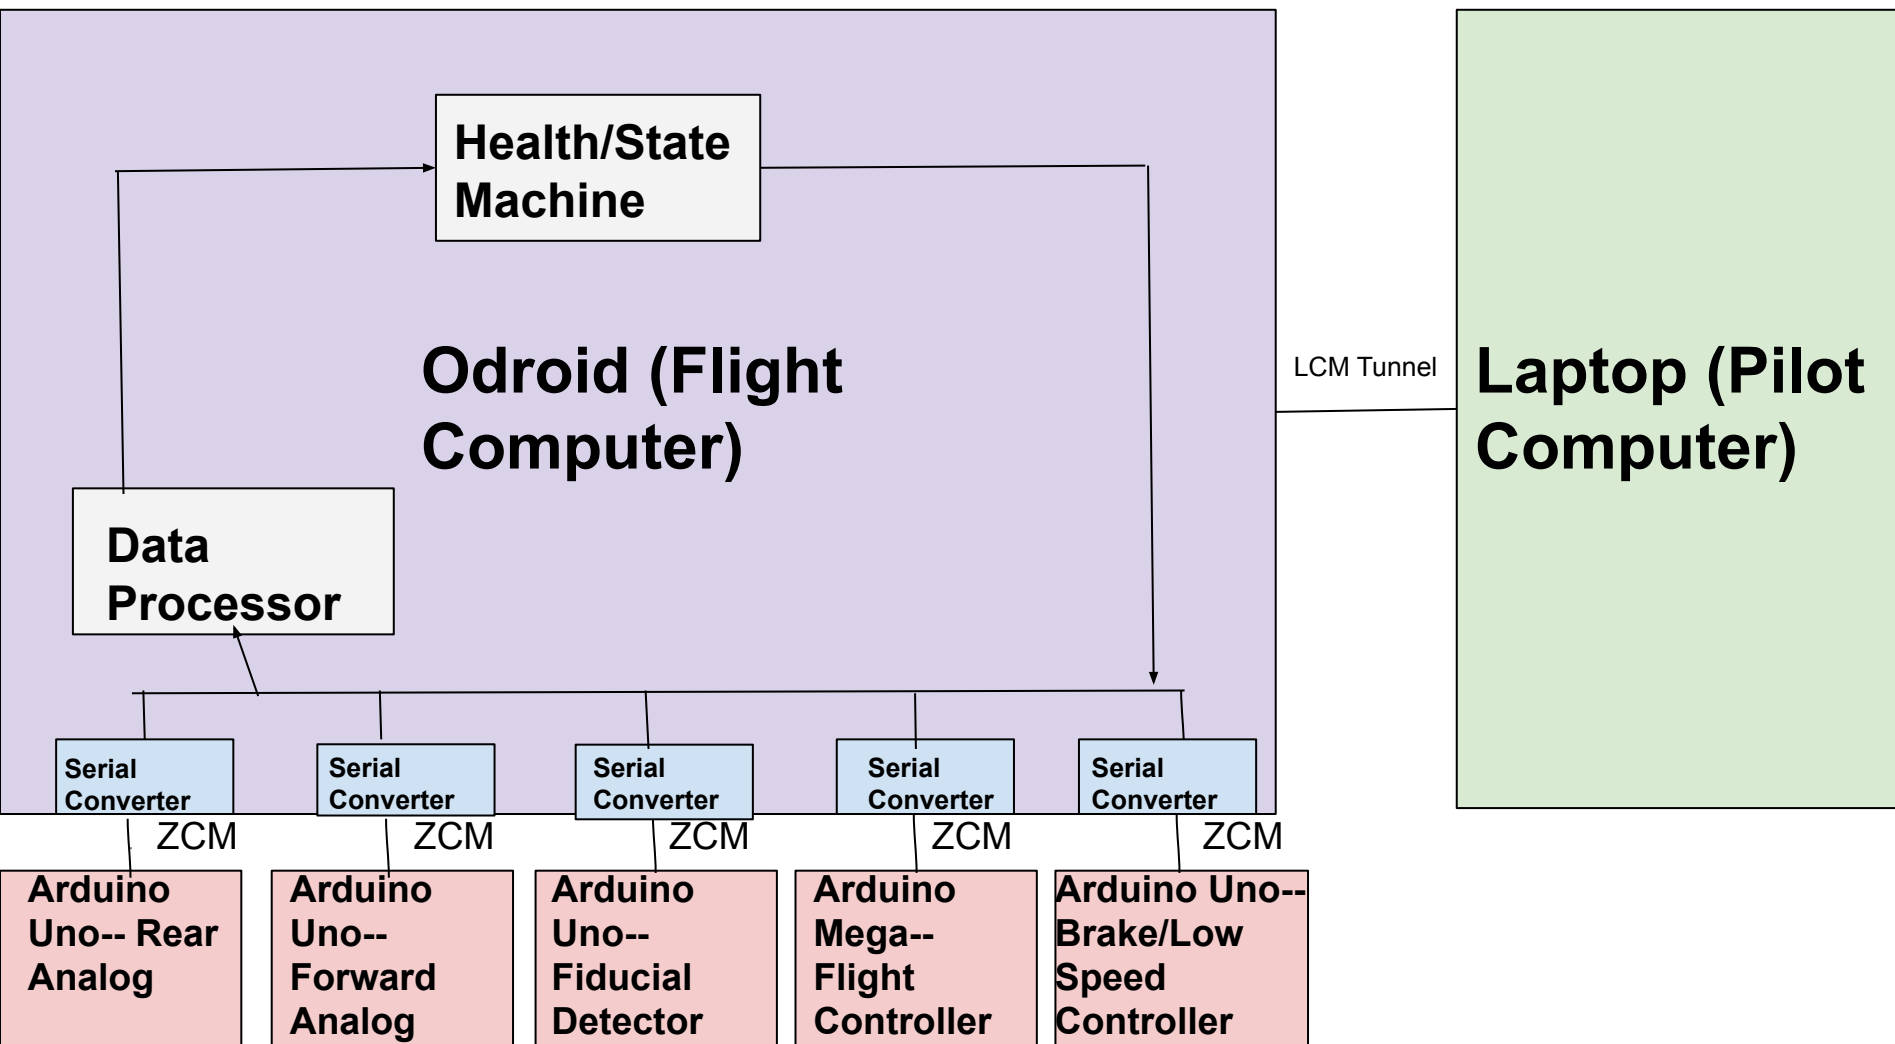 Health/State
Machine
Odroid (Flight
Computer)
LCM Tunnel
Laptop (Pilot
Computer)
Data
Processor
Serial
Converter
Serial
Converter
Serial
Converter
Serial
Converter
Serial
Converter
ZCM
ZCM
ZCM
ZCM
ZCM
Arduino
Uno-- Rear
Analog
Arduino
Uno--
Forward
Analog
Arduino
Uno--
Fiducial
Detector
Arduino
Mega--
Flight
Controller
Arduino Uno--
Brake/Low
Speed
Controller